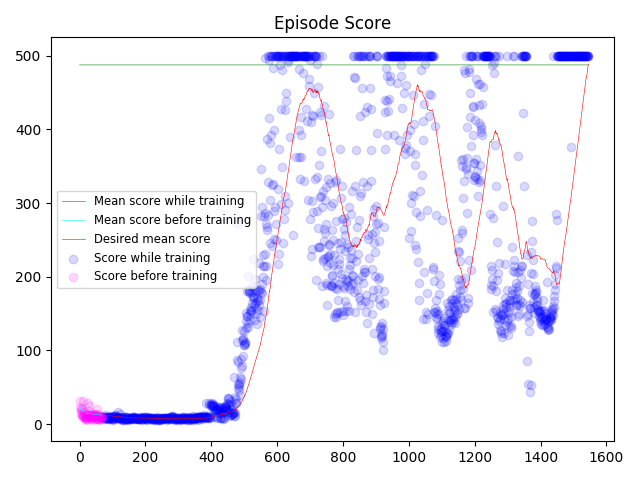 Episode Score
500
400
300
200
100
0
Mean score while training
Mean score before training
Desired mean score
Score while training
Score before training
0 200 400 600 800 1000 1200 1400 1600